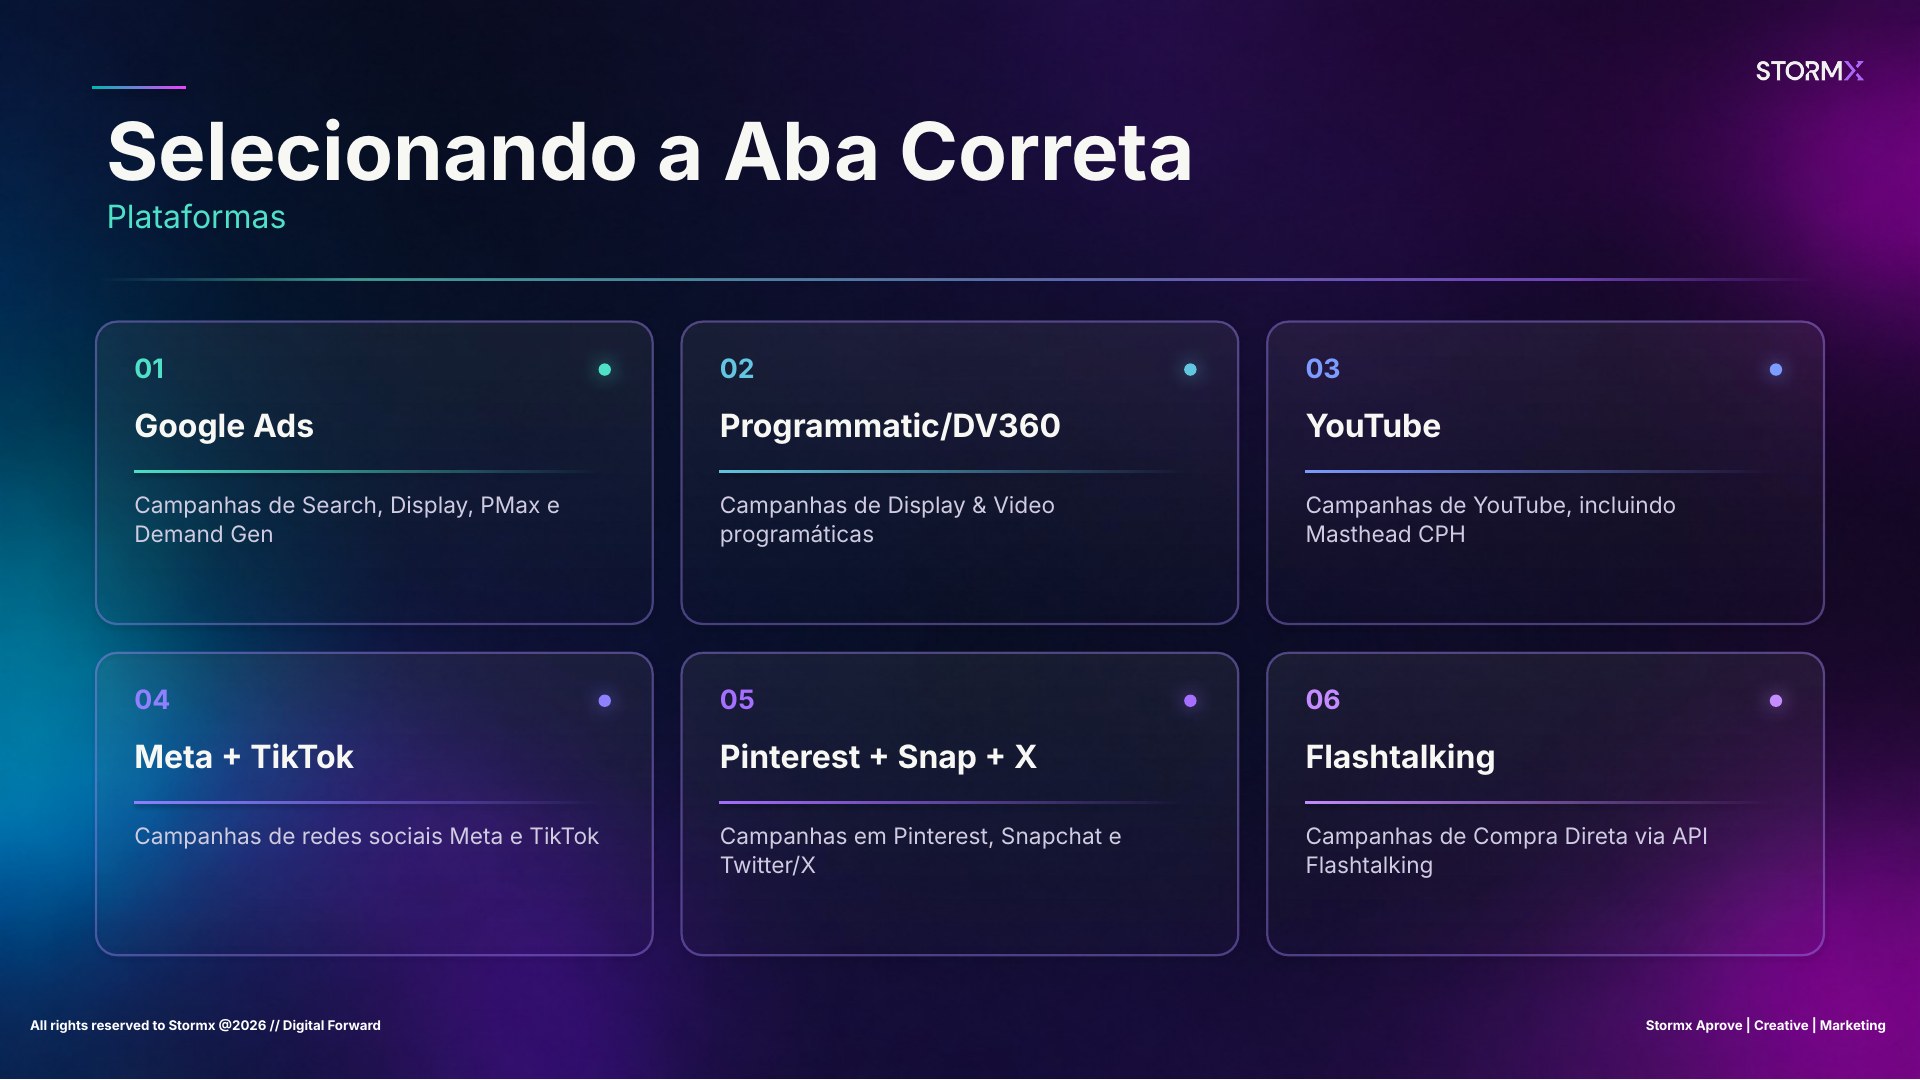 STORMX
Selecionando a Aba Correta
Plataformas
01
Google Ads
Campanhas de Search, Display, PMax e
Demand Gen
02
Programmatic/DV360
Campanhas de Display & Video
programáticas
03
YouTube
Campanhas de YouTube, incluindo
Masthead CPH
04
Meta + TikTok
Campanhas de redes sociais Meta e TikTok
05
Pinterest + Snap + X
Campanhas em Pinterest, Snapchat e
Twitter/X
06
Flashtalking
Campanhas de Compra Direta via API
Flashtalking
All rights reserved to Stormx @2026 // Digital Forward
Stormx Aprove | Creative | Marketing